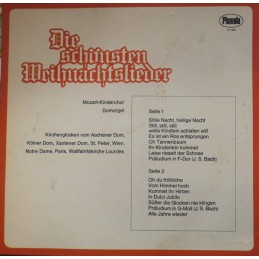 Phonola
Die
schönsten
Weihnachtslieder
Mozart-Kinderchor
Domorgel
Kirchenglocken vom Aachener Dom,
Kölner Dom, Xantener Dom, St. Peter, Wien,
Notre Dame, Paris, Wallfahrtskirche Lourdes
Seite 1
Stille Nacht, heilige Nacht
Still, still, still
weils Kindlein schlafen will
Es ist ein Ros entsprungen
Oh Tannenbaum
Ihr Kinderlein kommet
Leise rieselt der Schnee
Präludium in F-Dur (J. S. Bach)
Seite 2
Oh du fröhliche
Vom Himmel hoch
Kommet ihr Hirten
In Dulci Jubilo
Süßer die Glocken nie klingen
Präludium in G-Moll (J. S. Bach)
Alle Jahre wieder